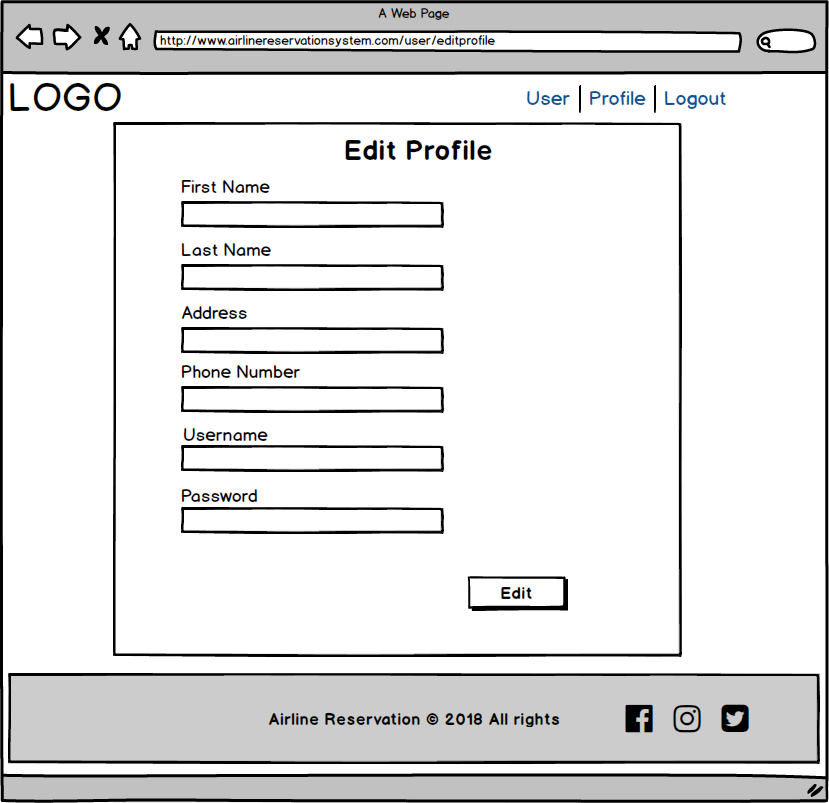 A Web Page
http://www.airlinereservationsystem.com/user/editprofile
LOGO
User | Profile | Logout
Edit Profile
First Name
Last Name
Address
Phone Number
Username
Password
Edit
Airline Reservation © 2018 All rights